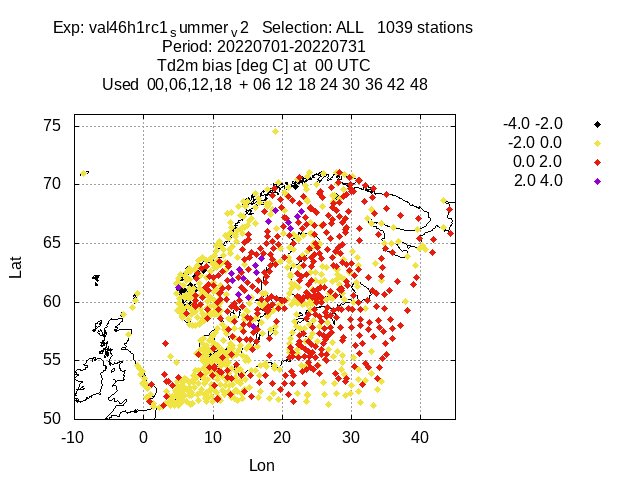 Exp: val46h1rc1summerv2 Selection: ALL 1039 stations
Period: 20220701-20220731
Td2m bias [deg C] at 00 UTC
Used 00,06,12,18 + 06 12 18 24 30 36 42 48
-4.0 -2.0
-2.0 0.0
0.0 2.0
2.0 4.0
75
70
65
60
55
50
Lat
-10 0 10 20 30 40
Lon